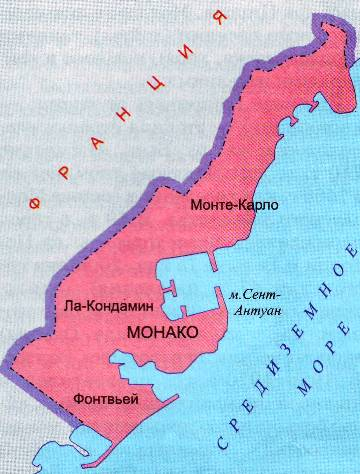 ФРАНЦИЯ
Монте-Карло
м.Сент-
Антуан
Ла-Кондамин
МОНАКО
Фонтвьей
СРЕДИЗЕМНОЕ
МОРЕ